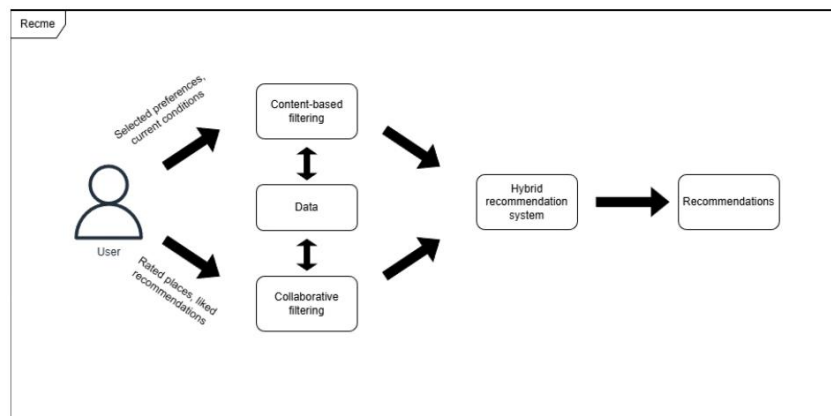 Recme
Selected preferences,
current conditions
Content-based
filtering
Data
User
Rated places, liked
recommendations
Collaborative
filtering
Hybrid
recommendation
system
Recommendations